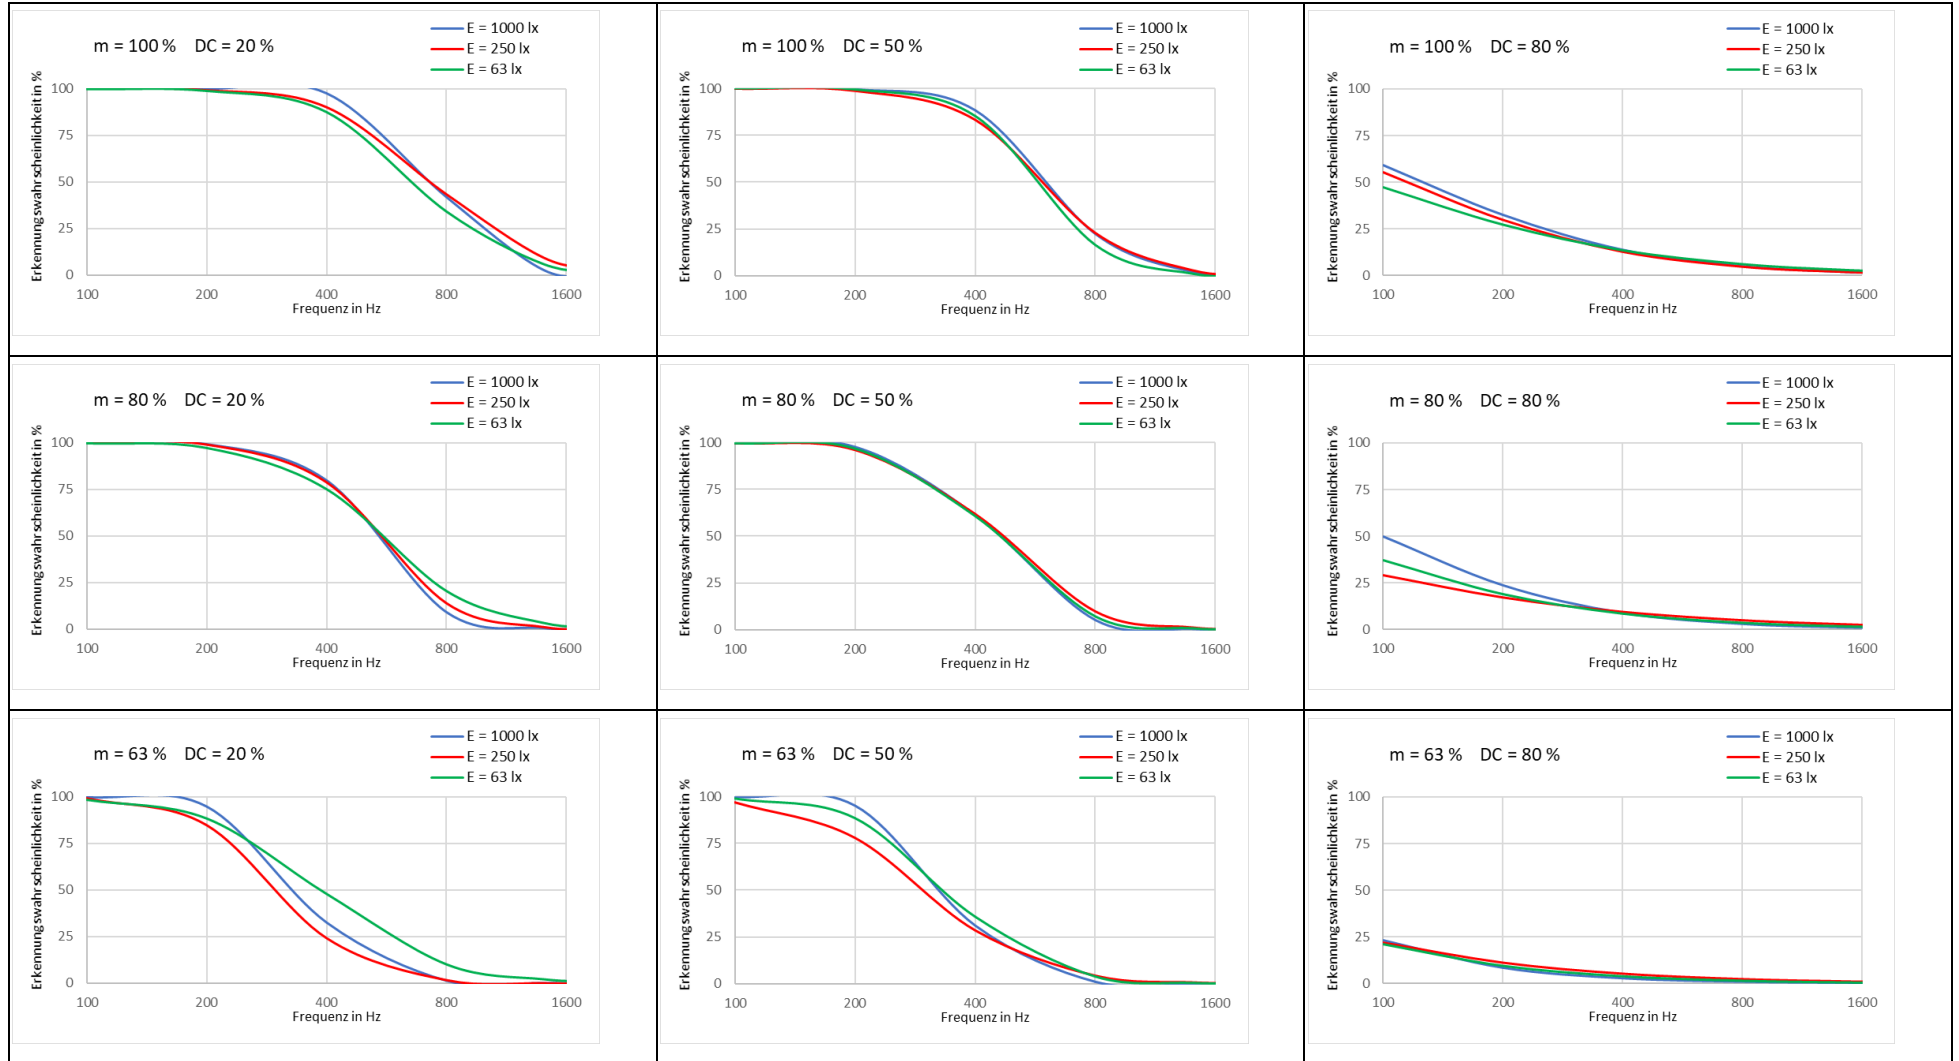 m = 100 % DC = 20 %
E = 1000 lx
E = 250 lx
E = 63 lx
Erkennungswahrscheinlichkeit in %
100
75
50
25
0
100 200 400 800 1600
Frequenz in Hz
m = 100 % DC = 50 %
E = 1000 lx
E = 250 lx
E = 63 lx
Erkennungswahrscheinlichkeit in %
100
75
50
25
0
100 200 400 800 1600
Frequenz in Hz
m = 100 % DC = 80 %
E = 1000 lx
E = 250 lx
E = 63 lx
Erkennungswahrscheinlichkeit in %
100
75
50
25
0
100 200 400 800 1600
Frequenz in Hz
m = 80 % DC = 20 %
E = 1000 lx
E = 250 lx
E = 63 lx
Erkennungswahrscheinlichkeit in %
100
75
50
25
0
100 200 400 800 1600
Frequenz in Hz
m = 80 % DC = 50 %
E = 1000 lx
E = 250 lx
E = 63 lx
Erkennungswahrscheinlichkeit in %
100
75
50
25
0
100 200 400 800 1600
Frequenz in Hz
m = 80 % DC = 80 %
E = 1000 lx
E = 250 lx
E = 63 lx
Erkennungswahrscheinlichkeit in %
100
75
50
25
0
100 200 400 800 1600
Frequenz in Hz
m = 63 % DC = 20 %
E = 1000 lx
E = 250 lx
E = 63 lx
Erkennungswahrscheinlichkeit in %
100
75
50
25
0
100 200 400 800 1600
Frequenz in Hz
m = 63 % DC = 50 %
E = 1000 lx
E = 250 lx
E = 63 lx
Erkennungswahrscheinlichkeit in %
100
75
50
25
0
100 200 400 800 1600
Frequenz in Hz
m = 63 % DC = 80 %
E = 1000 lx
E = 250 lx
E = 63 lx
Erkennungswahrscheinlichkeit in %
100
75
50
25
0
100 200 400 800 1600
Frequenz in Hz